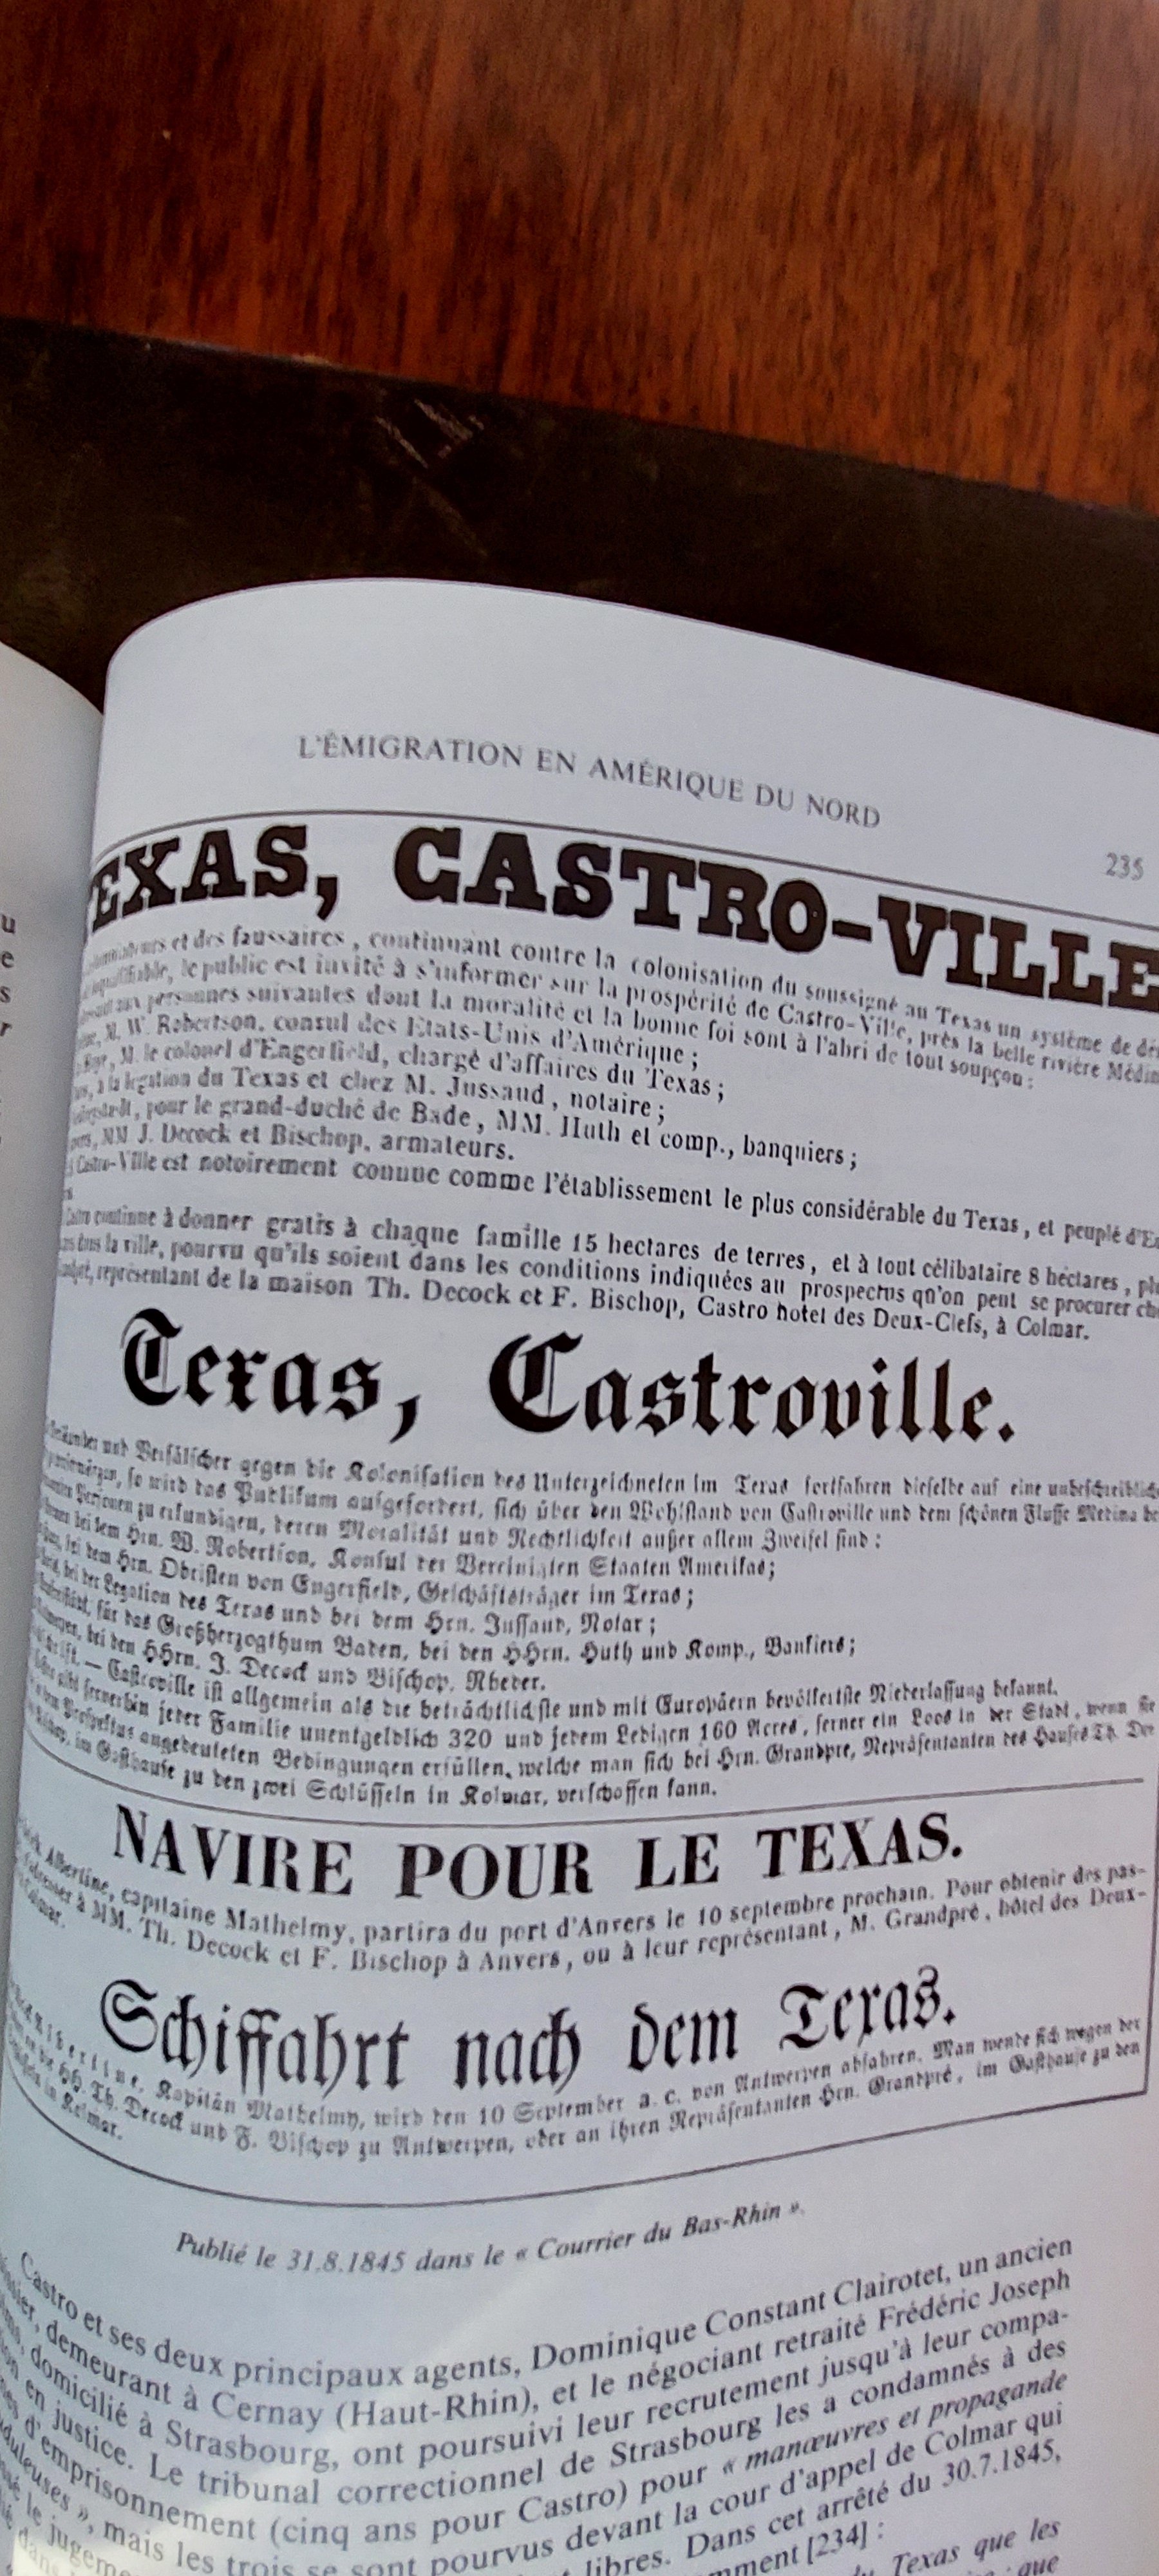 L'ÉMIGRATION EN AMÉRIQUE DU NORD
235
EXAS, CASTRO-VILLE
et des faussaires, continuant contre la colonisation du soussigné au Texas un système de
le public est invité à s'informer sur la prospérité de Castro-Ville, près la belle rivière Médin
aux personnes suivantes dont la moralité et la bonne foi sont à l'abri de tout soupçon:
M. W. Robertson, consul des Etats-Unis d'Amérique;
M. le colonel d'Engerfield, chargé d'affaires du Texas;
à la légation du Texas et chez M. Jussaud, notaire;
pour le grand-duché de Bade, MM. Huth et comp., banquiers;
MM J. Decock et Bischop, armateurs.
Castro-Ville est notoirement connue comme l'établissement le plus considérable du Texas, et peuplé d'E
continue à donner gratis à chaque famille 15 hectares de terres, et à tout célibataire 8 hectares,
dans la ville, pourvu qu'ils soient dans les conditions indiquées au prospectus qu'on peut se procurer
représentant de la maison Th. Decock et F. Bischop, Castro hotel des Deux-Clefs, à Colmar.
Texas, Castroville.
und Verfälscher gegen die Kolonisation des Unterzeichneten im Texas fortfahren dieselbe auf eine unbeschreibliche
so wird das Publikum aufgefordert, sich über den Wohlstand von Castroville und dem schönen Flusse Medina
Personen zu erkundigen, deren Moralität und Rechtlichkeit außer allem Zweifel sind:
bei dem Hrn. W. Robertson, Konsul der Vereinigten Staaten Amerikas;
bei dem Hrn. Obristen von Engerfield, Geschäftsträger im Texas;
bei der Legation des Texas und bei dem Hrn. Jussaud, Notar;
für das Großherzogthum Baden, bei den HHrn. Huth und Komp., Bankiers;
bei den HHrn. J. Decock und Bischop, Rheder.
— Castroville ist allgemein als die beträchtlichste und mit Europäern bevölkertste Niederlassung bekannt.
gibt fernerhin jeder Familie unentgeldlich 320 und jedem Ledigen 160 Acres, ferner ein Loos in der Stadt, wenn sie
Prospektus angedeuteten Bedingungen erfüllen, welche man sich bei Hrn. Grandpre, Repräsentanten des Hauses Th. De-
im Gasthause zu den zwei Schlüsseln in Kolmar, verschaffen kann.
NAVIRE POUR LE TEXAS.
Albertine, capitaine Mathelmy, partira du port d'Anvers le 10 septembre prochain. Pour obtenir des pas-
à MM. Th. Decock et F. Bischop à Anvers, ou à leur représentant, M. Grandpré, hôtel des Deux-
Colmar.
Schiffahrt nach dem Texas.
Albertine, Kapitän Mathelmy, wird den 10 September a. c. von Antwerpen abfahren. Man wende sich wegen der
an die HH. Th. Decock und F. Bischop zu Antwerpen, oder an ihren Repräsentanten Hrn. Grandpré, im Gasthause zu den
in Kolmar.
Publié le 31.8.1845 dans le « Courrier du Bas-Rhin ».
Castro et ses deux principaux agents, Dominique Constant Clairotet, un ancien
demeurant à Cernay (Haut-Rhin), et le négociant retraité Frédéric Joseph
domicilié à Strasbourg, ont poursuivi leur recrutement jusqu'à leur compa-
en justice. Le tribunal correctionnel de Strasbourg les a condamnés à des
d'emprisonnement (cinq ans pour Castro) pour « manœuvres et propagande
», mais les trois se sont pourvus devant la cour d'appel de Colmar qui
le jugement libres. Dans cet arrêté du 30.7.1845,
[234] :
Texas que les
que